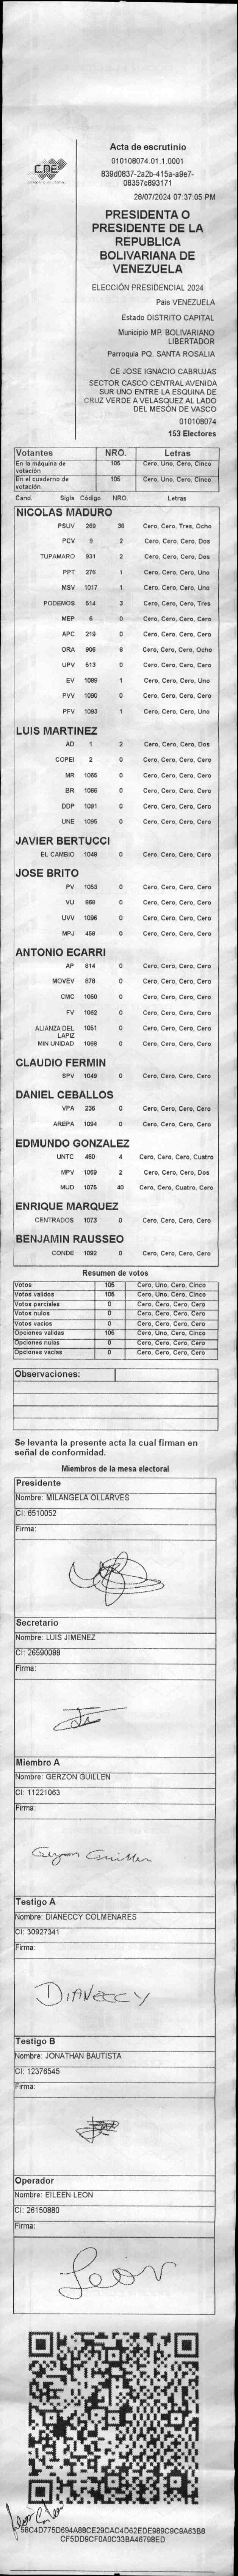 CNE
Acta de escrutinio
010108074.01.1.0001
839d0837-2a2b-415a-a9e7-
08357c893171
28/07/2024 07:37:05 PM
PRESIDENTA O
PRESIDENTE DE LA
REPUBLICA
BOLIVARIANA DE
VENEZUELA
ELECCIÓN PRESIDENCIAL 2024
Pais VENEZUELA
Estado DISTRITO CAPITAL
Municipio MP. BOLIVARIANO
LIBERTADOR
Parroquia PQ. SANTA ROSALIA
CE JOSE IGNACIO CABRUJAS
SECTOR CASCO CENTRAL AVENIDA
SUR UNO ENTRE LA ESQUINA DE
CRUZ VERDE A VELASQUEZ AL LADO
DEL MESÓN DE VASCO
010108074
153 Electores
Votantes NRO. Letras
En la máquina de votación 105 Cero, Uno, Cero, Cinco
En el cuaderno de votación 105 Cero, Uno, Cero, Cinco
Cand. Sigla Código NRO. Letras
NICOLAS MADURO
PSUV 269 38 Cero, Cero, Tres, Ocho
PCV 9 2 Cero, Cero, Cero, Dos
TUPAMARO 931 2 Cero, Cero, Cero, Dos
PPT 276 1 Cero, Cero, Cero, Uno
MSV 1017 1 Cero, Cero, Cero, Uno
PODEMOS 514 3 Cero, Cero, Cero, Tres
MEP 6 0 Cero, Cero, Cero, Cero
APC 219 0 Cero, Cero, Cero, Cero
ORA 906 8 Cero, Cero, Cero, Ocho
UPV 513 0 Cero, Cero, Cero, Cero
EV 1089 1 Cero, Cero, Cero, Uno
PVV 1090 0 Cero, Cero, Cero, Cero
PFV 1093 1 Cero, Cero, Cero, Uno
LUIS MARTINEZ
AD 1 2 Cero, Cero, Cero, Dos
COPEI 2 0 Cero, Cero, Cero, Cero
MR 1065 0 Cero, Cero, Cero, Cero
BR 1066 0 Cero, Cero, Cero, Cero
DDP 1091 0 Cero, Cero, Cero, Cero
UNE 1095 0 Cero, Cero, Cero, Cero
JAVIER BERTUCCI
EL CAMBIO 1048 0 Cero, Cero, Cero, Cero
JOSE BRITO
PV 1053 0 Cero, Cero, Cero, Cero
VU 868 0 Cero, Cero, Cero, Cero
UVV 1096 0 Cero, Cero, Cero, Cero
MPJ 458 0 Cero, Cero, Cero, Cero
ANTONIO ECARRI
AP 814 0 Cero, Cero, Cero, Cero
MOVEV 878 0 Cero, Cero, Cero, Cero
CMC 1050 0 Cero, Cero, Cero, Cero
FV 1062 0 Cero, Cero, Cero, Cero
ALIANZA DEL LAPIZ 1051 0 Cero, Cero, Cero, Cero
MIN UNIDAD 1068 0 Cero, Cero, Cero, Cero
CLAUDIO FERMIN
SPV 1049 0 Cero, Cero, Cero, Cero
DANIEL CEBALLOS
VPA 236 0 Cero, Cero, Cero, Cero
AREPA 1094 0 Cero, Cero, Cero, Cero
EDMUNDO GONZALEZ
UNTC 460 4 Cero, Cero, Cero, Cuatro
MPV 1069 2 Cero, Cero, Cero, Dos
MUD 1076 40 Cero, Cero, Cuatro, Cero
ENRIQUE MARQUEZ
CENTRADOS 1073 0 Cero, Cero, Cero, Cero
BENJAMIN RAUSSEO
CONDE 1092 0 Cero, Cero, Cero, Cero
Resumen de votos
Votos 105 Cero, Uno, Cero, Cinco
Votos validos 105 Cero, Uno, Cero, Cinco
Votos parciales 0 Cero, Cero, Cero, Cero
Votos nulos 0 Cero, Cero, Cero, Cero
Votos vacios 0 Cero, Cero, Cero, Cero
Opciones validas 105 Cero, Uno, Cero, Cinco
Opciones nulas 0 Cero, Cero, Cero, Cero
Opciones vacias 0 Cero, Cero, Cero, Cero
Observaciones:
Se levanta la presente acta la cual firman en
señal de conformidad.
Miembros de la mesa electoral
Presidente
Nombre: MILANGELA OLLARVES
CI: 6510052
Firma:
Secretario
Nombre: LUIS JIMENEZ
CI: 26590088
Firma:
Miembro A
Nombre: GERZON GUILLEN
CI: 11221063
Firma:
Gerzon Guillen
Testigo A
Nombre: DIANECCY COLMENARES
CI: 30927341
Firma:
DIANECCY
Testigo B
Nombre: JONATHAN BAUTISTA
CI: 12376545
Firma:
Operador
Nombre: EILEEN LEON
CI: 26150880
Firma:
Leon
58C4D775D694A88CE29CAC4D62EDE989C9C9A63B8
CF5DD9CF0A0C33BA46798ED